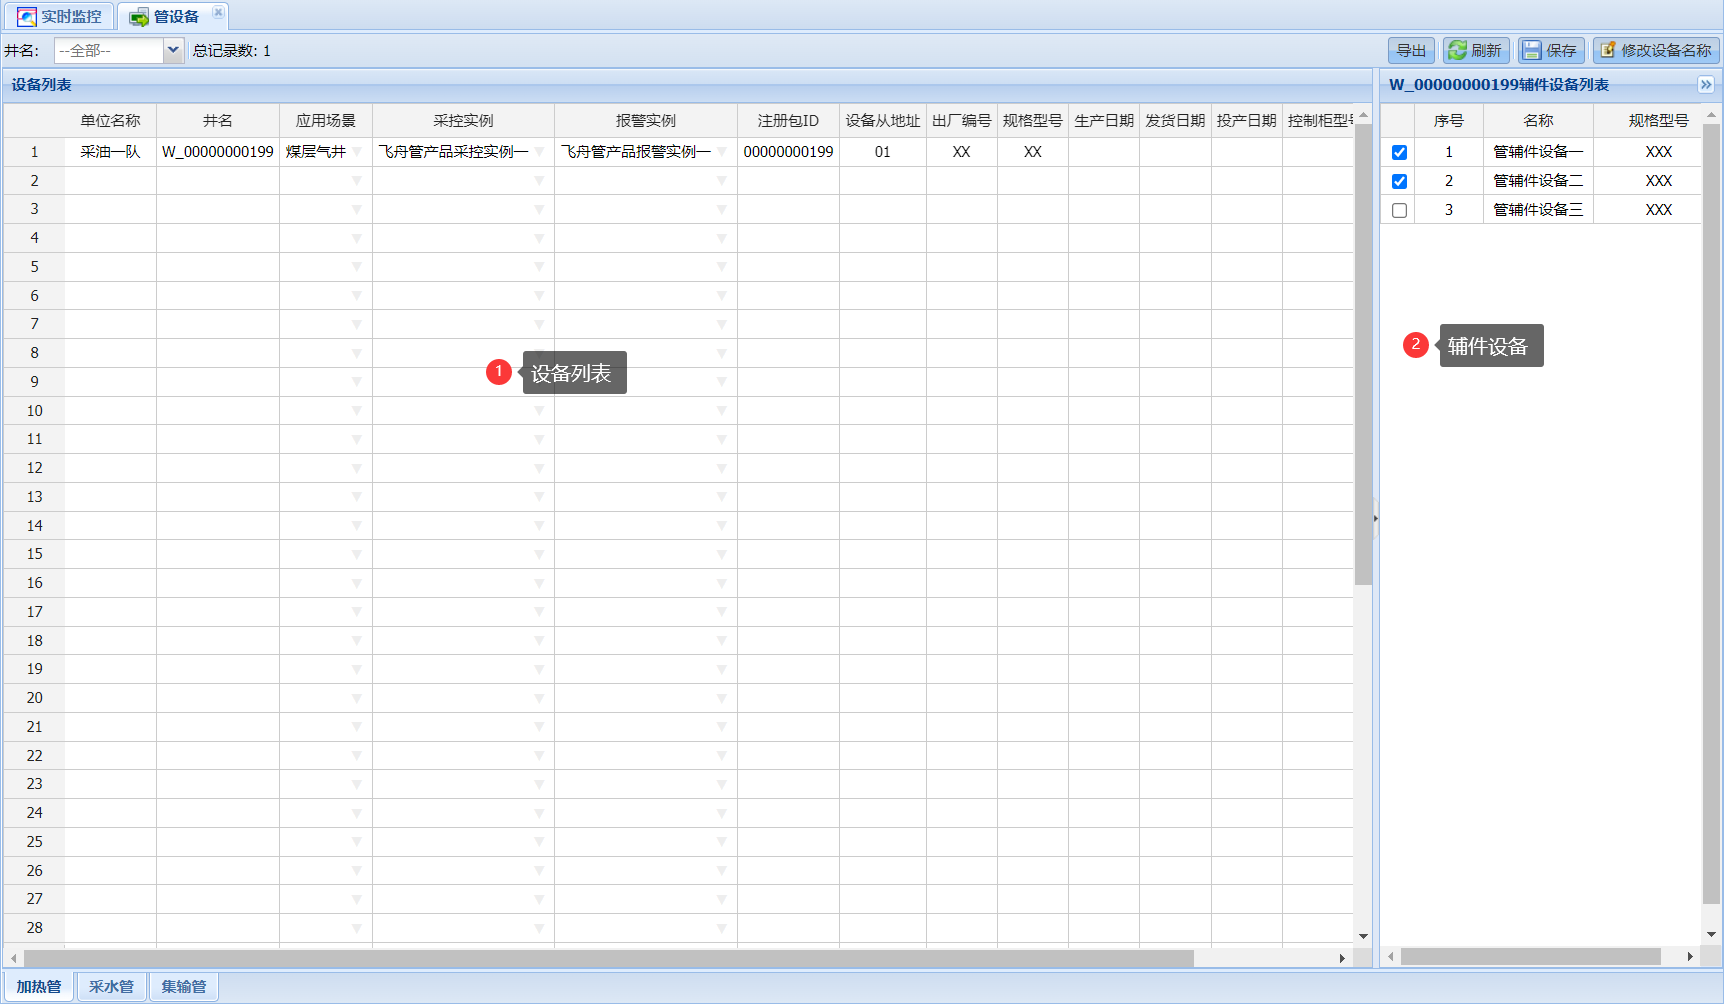 实时监控 管设备
井名: --全部-- 总记录数: 1 导出 刷新 保存 修改设备名称
设备列表 W_00000000199辅件设备列表
单位名称 井名 应用场景 采控实例 报警实例 注册包ID 设备从地址 出厂编号 规格型号 生产日期 发货日期 投产日期 控制柜型号 序号 名称 规格型号
1 采油一队 W_00000000199 煤层气井 飞舟管产品采控实例一 飞舟管产品报警实例一 00000000199 01 XX XX 1 管辅件设备一 XXX
2 2 管辅件设备二 XXX
3 3 管辅件设备三 XXX
4
5
6
7
8
2 辅件设备
1 设备列表
9
10
11
12
13
14
15
16
17
18
19
20
21
22
23
24
25
26
27
28
加热管 采水管 集输管